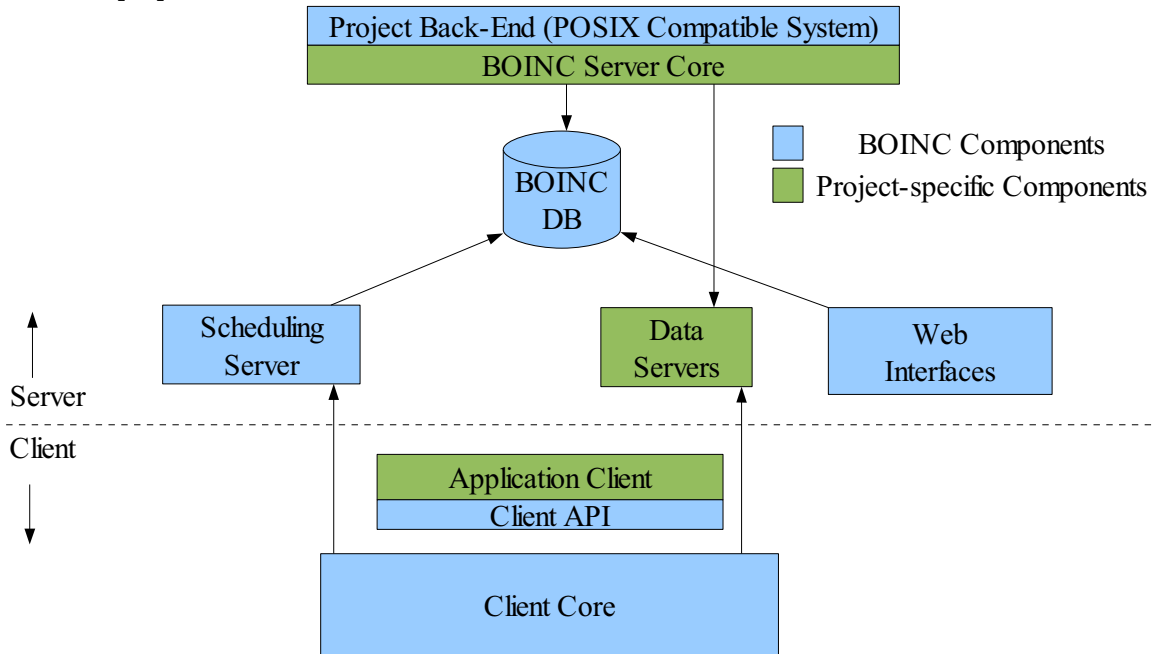 Project Back-End (POSIX Compatible System)
BOINC Server Core
BOINC Components
Project-specific Components
BOINC
DB
Scheduling
Server
Data
Servers
Web
Interfaces
Server
Client
Application Client
Client API
Client Core